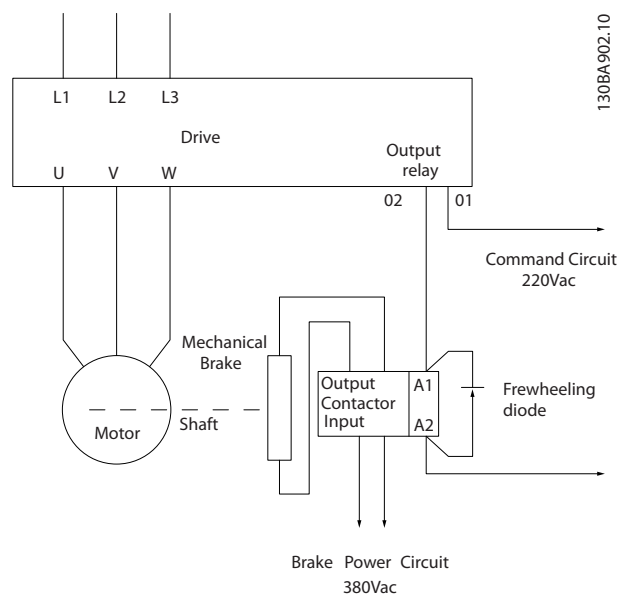 130BA902.10
L1 L2 L3
Drive
U V W
Output
relay
02 01
Command Circuit
220Vac
Mechanical
Brake
Output
Contactor
Input
A1
A2
Frewheeling
diode
Shaft
Motor
Brake Power Circuit
380Vac